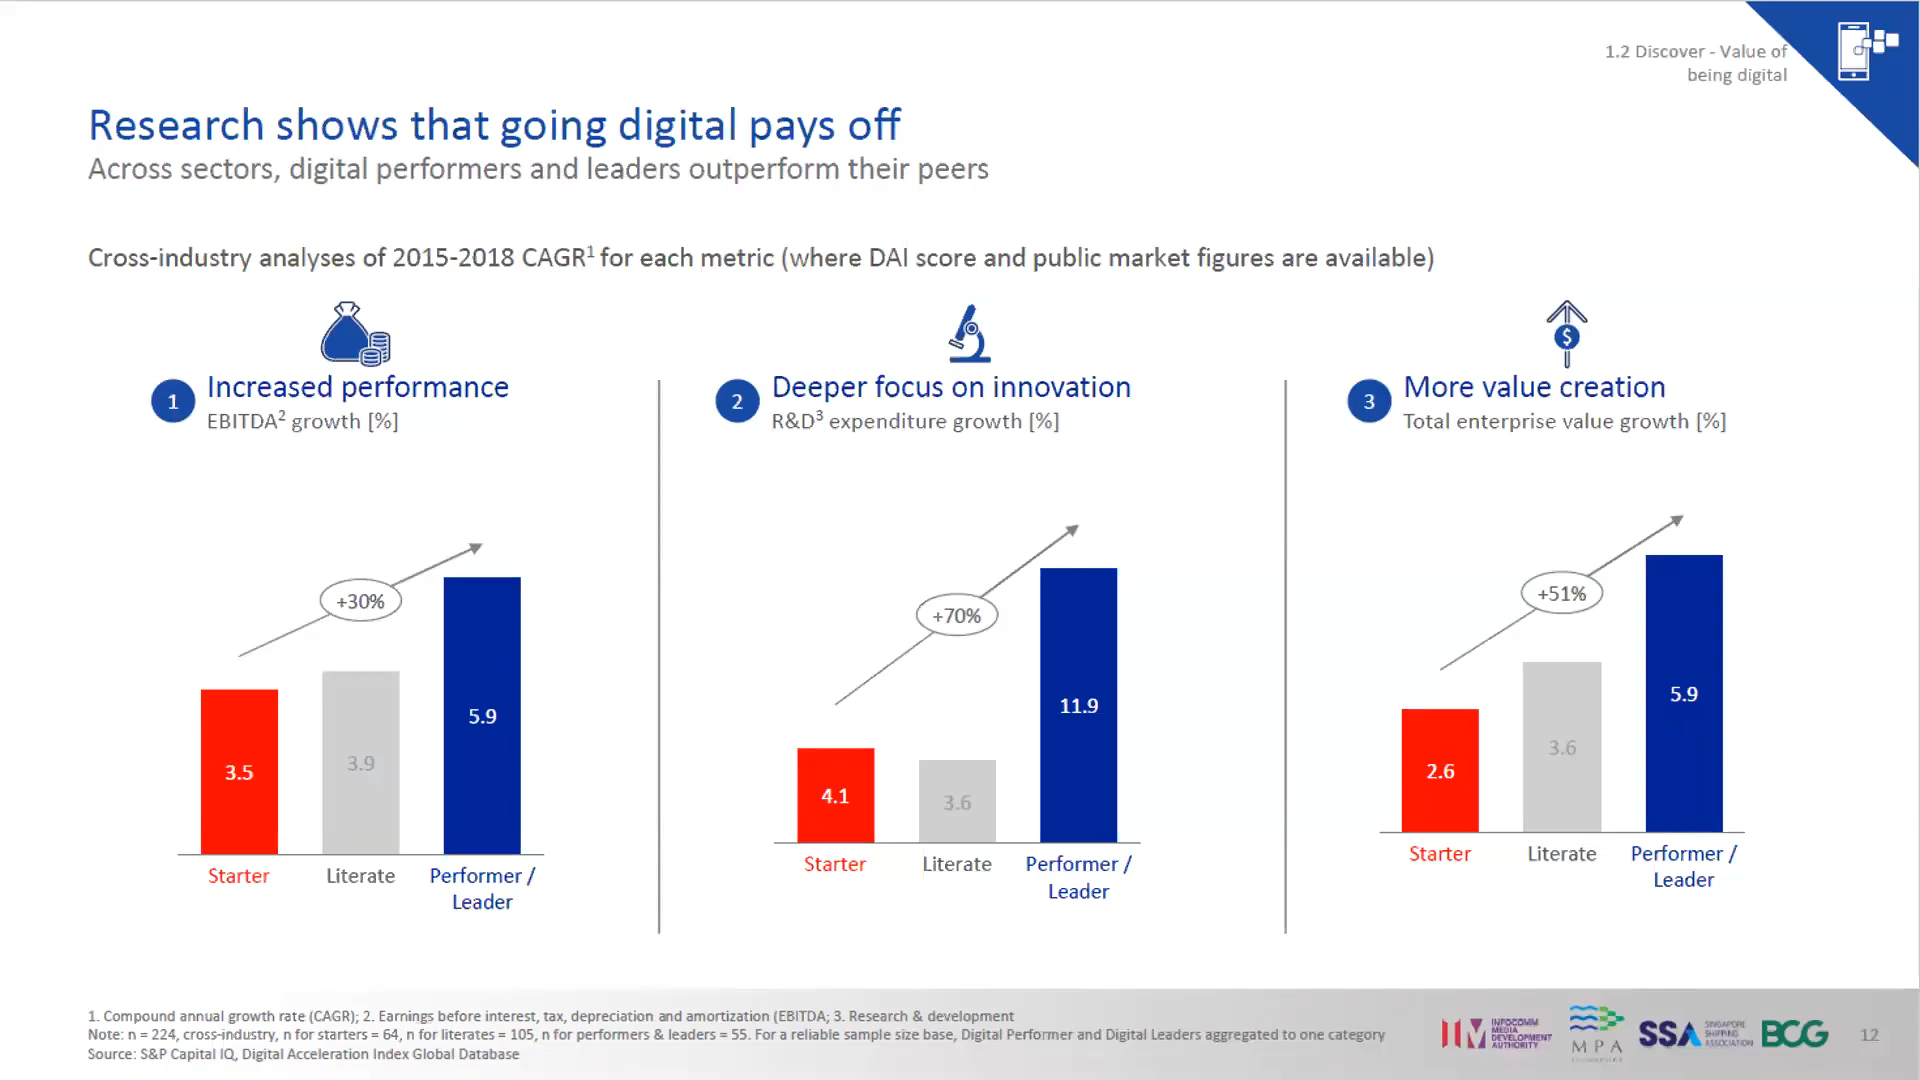 1.2 Discover - Value of
being digital
Research shows that going digital pays off
Across sectors, digital performers and leaders outperform their peers
Cross-industry analyses of 2015-2018 CAGR1 for each metric (where DAI score and public market figures are available)
1
Increased performance
EBITDA2 growth [%]
+30%
3.5
3.9
5.9
Starter
Literate
Performer /
Leader
2
Deeper focus on innovation
R&D3 expenditure growth [%]
+70%
4.1
3.6
11.9
Starter
Literate
Performer /
Leader
3
More value creation
$
Total enterprise value growth [%]
+51%
2.6
3.6
5.9
Starter
Literate
Performer /
Leader
1. Compound annual growth rate (CAGR); 2. Earnings before interest, tax, depreciation and amortization (EBITDA; 3. Research & development
Note: n = 224, cross-industry, n for starters = 64, n for literates = 105, n for performers & leaders = 55. For a reliable sample size base, Digital Performer and Digital Leaders aggregated to one category
Source: S&P Capital IQ, Digital Acceleration Index Global Database
INFOCOMM
MEDIA
DEVELOPMENT
AUTHORITY
MPA
SSA
SINGAPORE
SHIPPING
ASSOCIATION
BCG
12